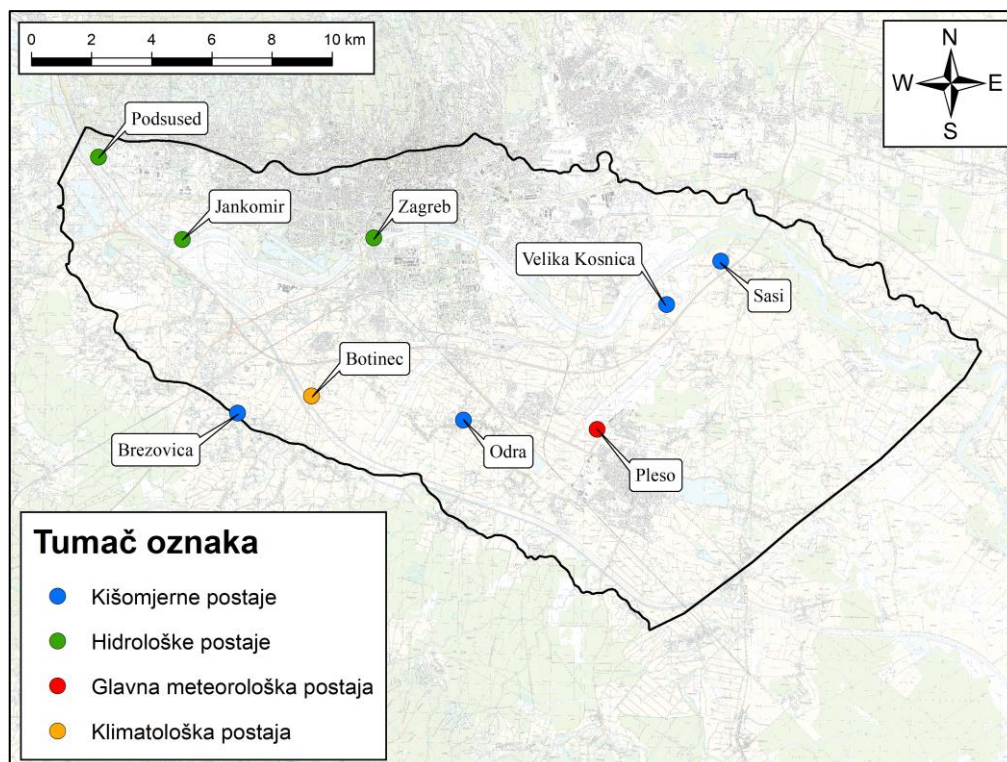 0 2 4 6 8 10 km
N
W E
S
Podsused
Jankomir
Zagreb
Velika Kosnica
Sasi
Botinec
Brezovica
Odra
Pleso
Tumač oznaka
Kišomjerne postaje
Hidrološke postaje
Glavna meteorološka postaja
Klimatološka postaja